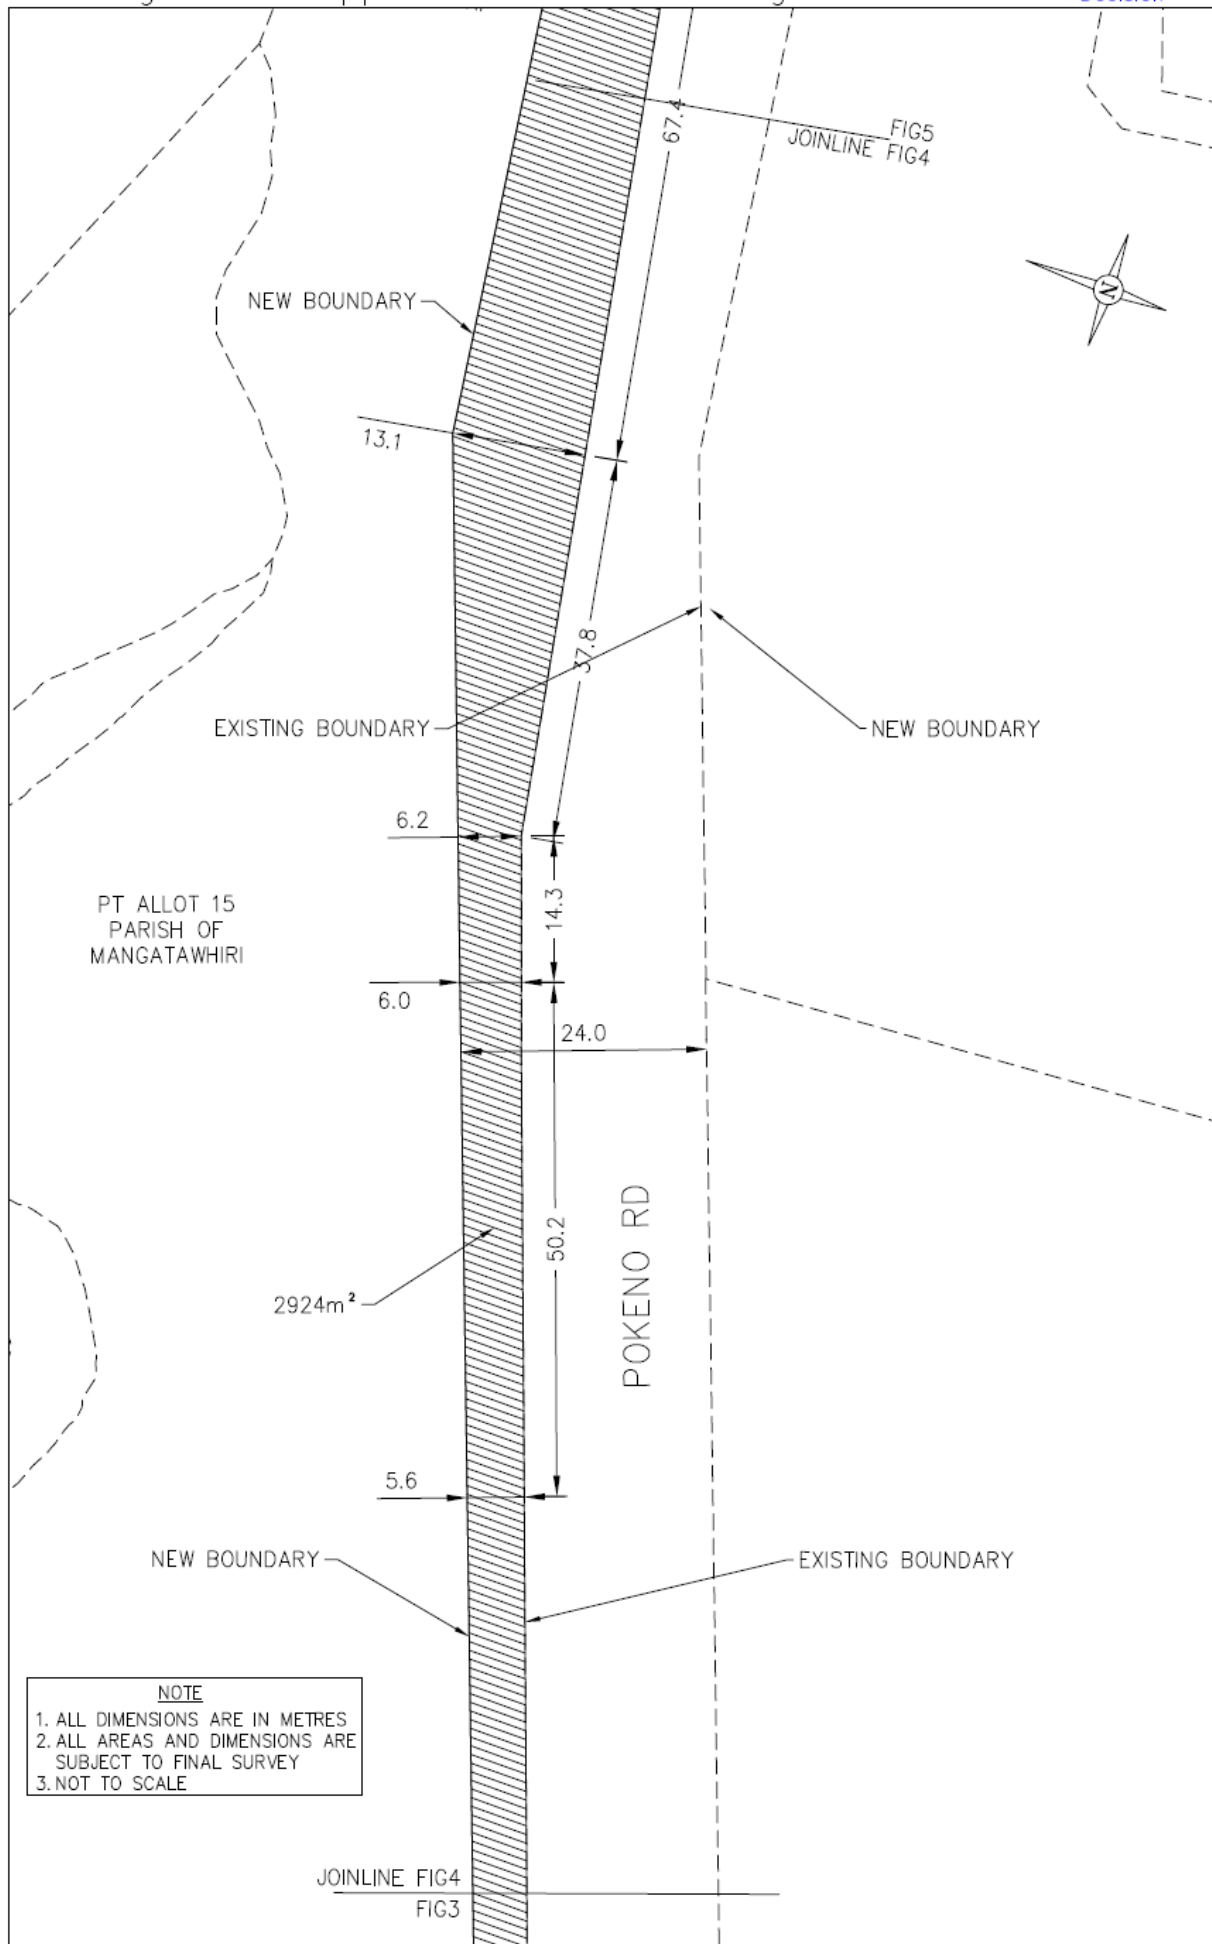 67.4
FIG5
JOINLINE FIG4
N
NEW BOUNDARY
13.1
37.8
EXISTING BOUNDARY
NEW BOUNDARY
6.2
14.3
PT ALLOT 15
PARISH OF
MANGATAWHIRI
6.0
24.0
POKENO RD
50.2
2924m²
5.6
NEW BOUNDARY
EXISTING BOUNDARY
NOTE
1. ALL DIMENSIONS ARE IN METRES
2. ALL AREAS AND DIMENSIONS ARE
SUBJECT TO FINAL SURVEY
3. NOT TO SCALE
JOINLINE FIG4
FIG3